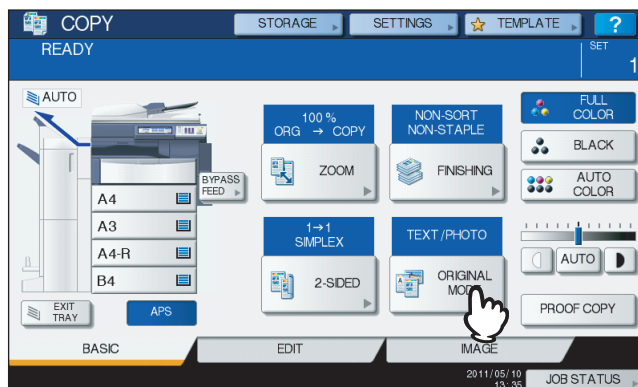 COPY
STORAGE
SETTINGS
TEMPLATE
?
READY
SET
1
AUTO
100 %
ORG → COPY
ZOOM
NON-SORT
NON-STAPLE
FINISHING
FULL
COLOR
BLACK
AUTO
COLOR
BYPASS
FEED
A4
A3
A4-R
B4
1→1
SIMPLEX
2-SIDED
TEXT/PHOTO
ORIGINAL
MODE
AUTO
EXIT
TRAY
APS
PROOF COPY
BASIC
EDIT
IMAGE
2011/05/10
13:35
JOB STATUS